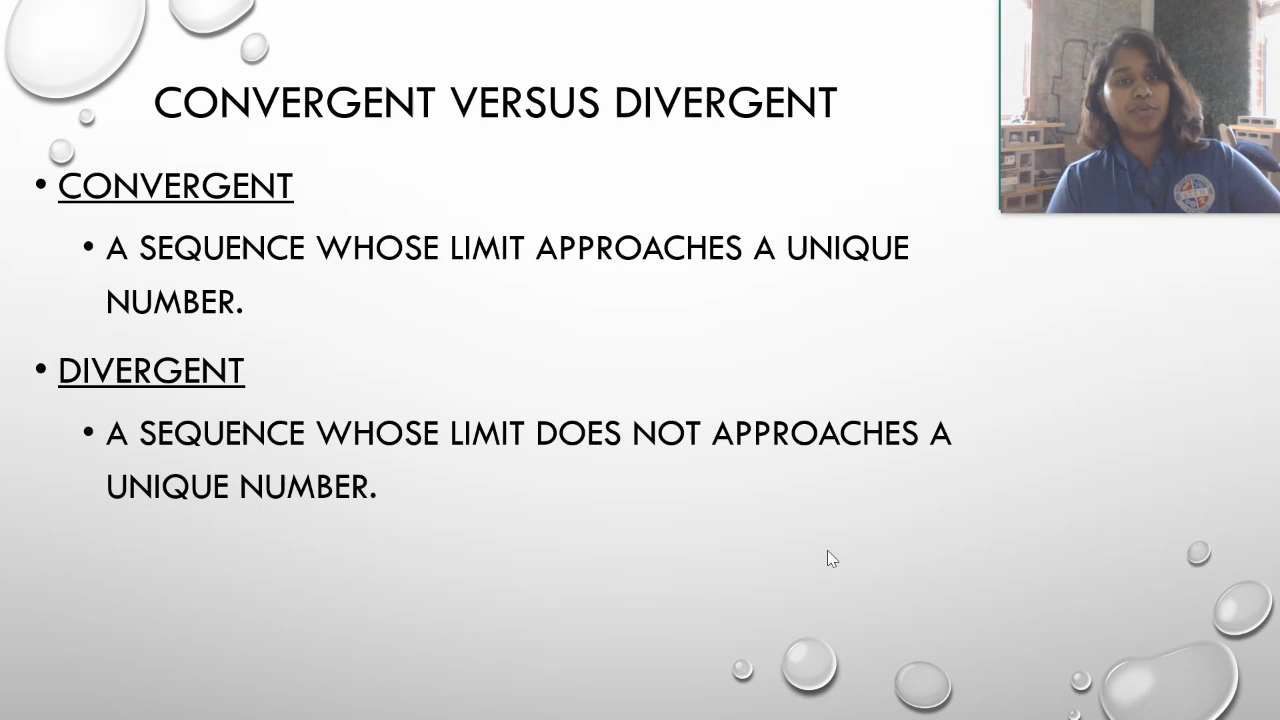 CONVERGENT VERSUS DIVERGENT
• CONVERGENT
• A SEQUENCE WHOSE LIMIT APPROACHES A UNIQUE
NUMBER.
• DIVERGENT
• A SEQUENCE WHOSE LIMIT DOES NOT APPROACHES A
UNIQUE NUMBER.